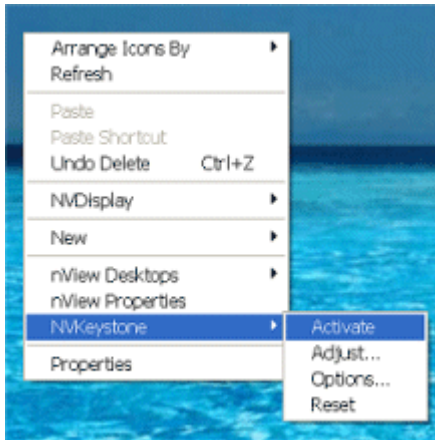 Arrange Icons By
Refresh
Paste
Paste Shortcut
Undo Delete Ctrl+Z
NVDisplay
New
nView Desktops
nView Properties
NVKeystone
Properties
Activate
Adjust...
Options...
Reset